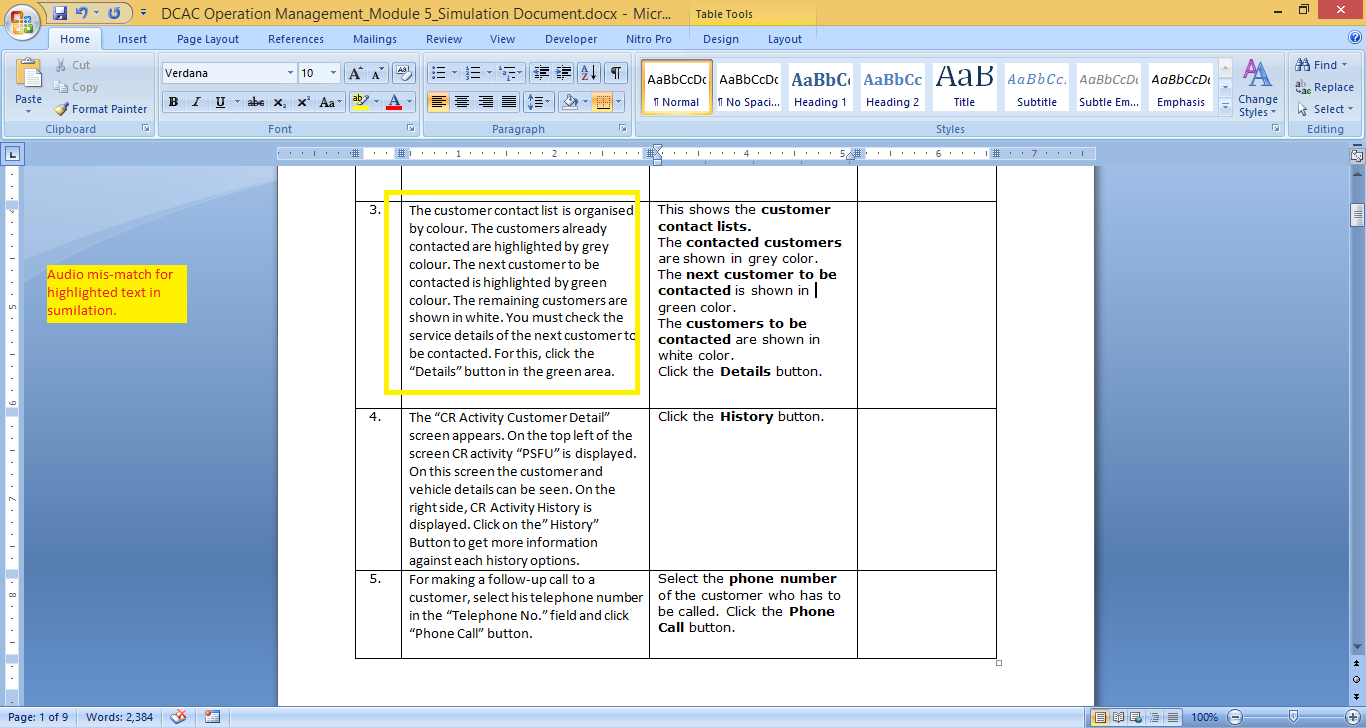 DCAC Operation Management_Module 5_Simulation Document.docx - Micr...
Table Tools
Home Insert Page Layout References Mailings Review View Developer Nitro Pro Design Layout
Paste
Cut
Copy
Format Painter
Clipboard
Verdana 10
Font
Paragraph
AaBbCcDc AaBbCcDc AaBbC AaBbCc AaB AaBbCc. AaBbCcDc AaBbCcDc
¶ Normal ¶ No Spaci... Heading 1 Heading 2 Title Subtitle Subtle Em... Emphasis
Change
Styles
Styles
Find
Replace
Select
Editing
1 2 4 5 6 7
Audio mis-match for
highlighted text in
sumilation.
3.
The customer contact list is organised
by colour. The customers already
contacted are highlighted by grey
colour. The next customer to be
contacted is highlighted by green
colour. The remaining customers are
shown in white. You must check the
service details of the next customer to
be contacted. For this, click the
“Details” button in the green area.
This shows the customer
contact lists.
The contacted customers
are shown in grey color.
The next customer to be
contacted is shown in
green color.
The customers to be
contacted are shown in
white color.
Click the Details button.
4.
The “CR Activity Customer Detail”
screen appears. On the top left of the
screen CR activity “PSFU” is displayed.
On this screen the customer and
vehicle details can be seen. On the
right side, CR Activity History is
displayed. Click on the” History”
Button to get more information
against each history options.
Click the History button.
5.
For making a follow-up call to a
customer, select his telephone number
in the “Telephone No.” field and click
“Phone Call” button.
Select the phone number
of the customer who has to
be called. Click the Phone
Call button.
Page: 1 of 9 Words: 2,384 100%